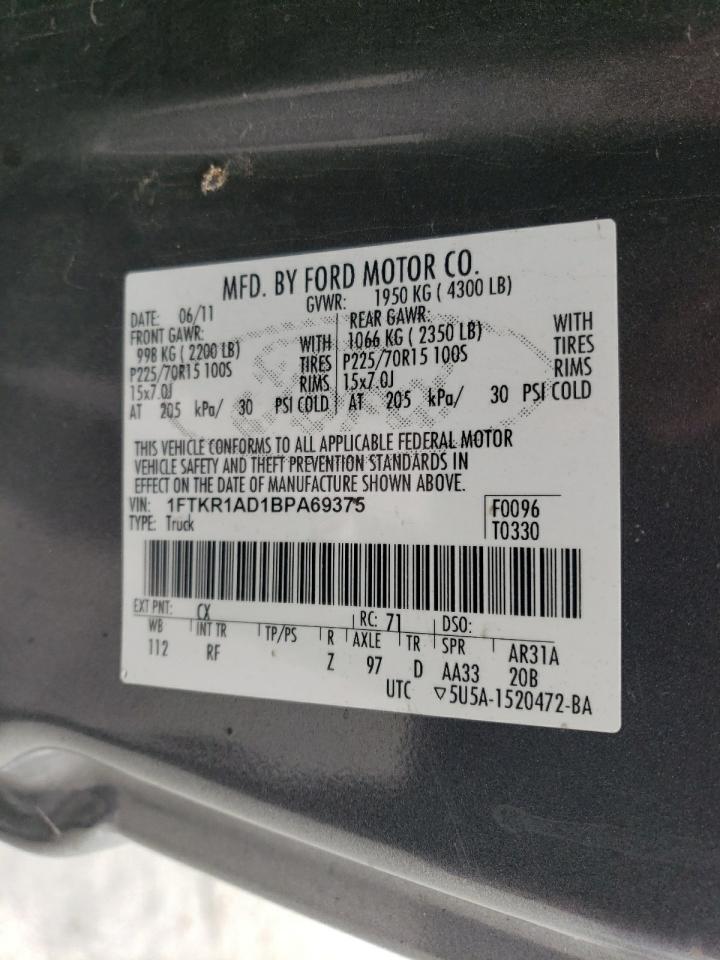 MFD. BY FORD MOTOR CO.
DATE: 06/11 GVWR: 1950 KG ( 4300 LB)
FRONT GAWR: REAR GAWR:
998 KG ( 2200 LB) WITH 1066 KG ( 2350 LB) WITH
P225/70R15 100S TIRES P225/70R15 100S TIRES
15x7.0J RIMS 15x7.0J RIMS
AT 205 kPa/ 30 PSI COLD AT 205 kPa/ 30 PSI COLD
THIS VEHICLE CONFORMS TO ALL APPLICABLE FEDERAL MOTOR
VEHICLE SAFETY AND THEFT PREVENTION STANDARDS IN
EFFECT ON THE DATE OF MANUFACTURE SHOWN ABOVE.
VIN: 1FTKR1AD1BPA69375 F0096
TYPE: Truck T0330
EXT PNT: CX RC: 71 DSO:
WB INT TR TP/PS R AXLE TR SPR AR31A
112 RF Z 97 D AA33 20B
UTC ▽5U5A-1520472-BA